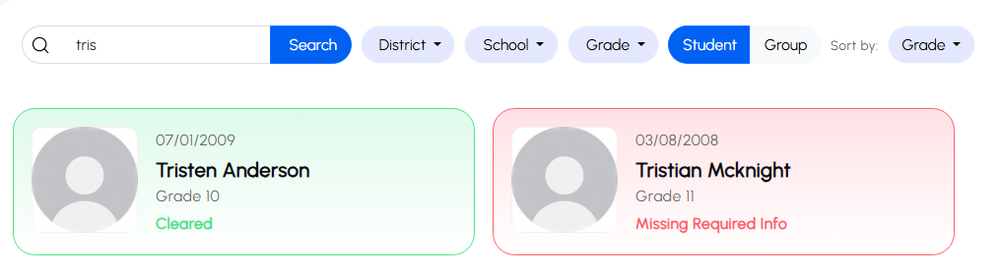 tris Search District School Grade Student Group Sort by: Grade
07/01/2009
Tristen Anderson
Grade 10
Cleared
03/08/2008
Tristian Mcknight
Grade 11
Missing Required Info